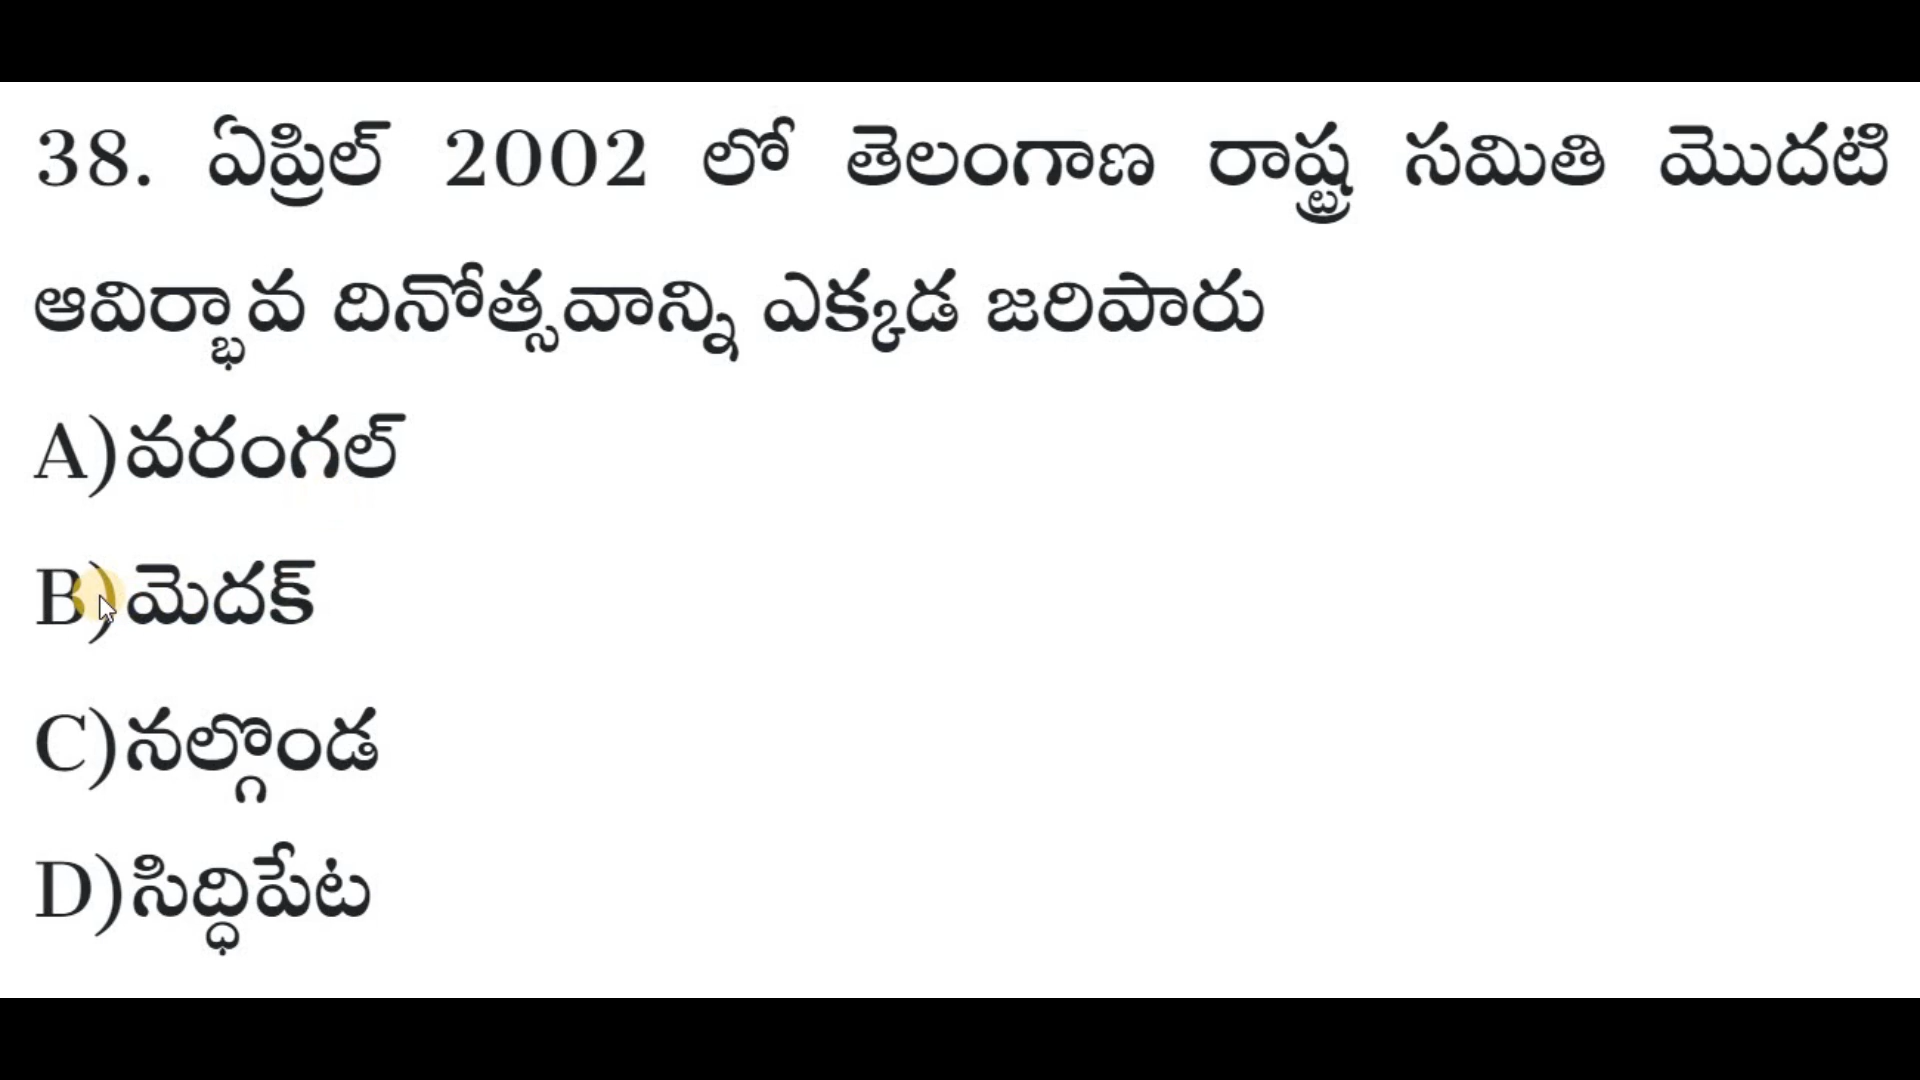 38. ఏప్రిల్ 2002 లో తెలంగాణ రాష్ట్ర సమితి మొదటి
ఆవిర్భావ దినోత్సవాన్ని ఎక్కడ జరిపారు
A)వరంగల్
B)మెదక్
C)నల్గొండ
D)సిద్ధిపేట